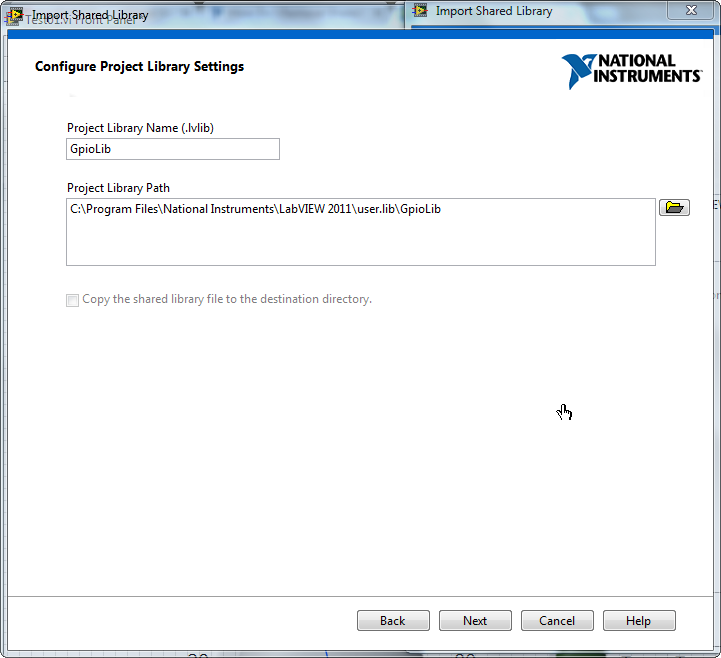 Import Shared Library
Import Shared Library
Test01.vi Front Panel
Configure Project Library Settings
NATIONAL
INSTRUMENTS
Project Library Name (.lvlib)
GpioLib
Project Library Path
C:\Program Files\National Instruments\LabVIEW 2011\user.lib\GpioLib
Copy the shared library file to the destination directory.
Back
Next
Cancel
Help